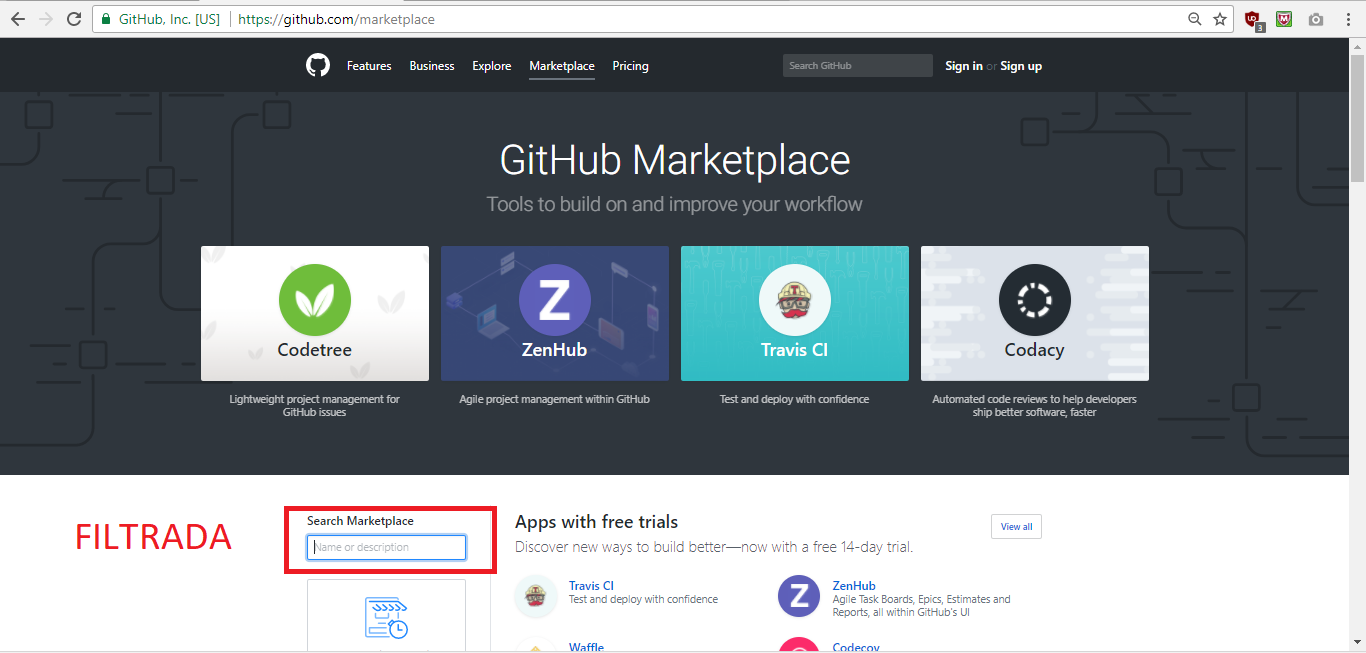 GitHub, Inc. [US]
https://github.com/marketplace
3
Features
Business
Explore
Marketplace
Pricing
Search GitHub
Sign in or Sign up
GitHub Marketplace
Tools to build on and improve your workflow
Codetree
Lightweight project management for
GitHub issues
Z
ZenHub
Agile project management within GitHub
T
Travis CI
Test and deploy with confidence
Codacy
Automated code reviews to help developers
ship better software, faster
FILTRADA
Search Marketplace
Name or description
Apps with free trials
Discover new ways to build better—now with a free 14-day trial.
View all
Travis CI
Test and deploy with confidence
Z
ZenHub
Agile Task Boards, Epics, Estimates and
Reports, all within GitHub's UI
Waffle
Codecov